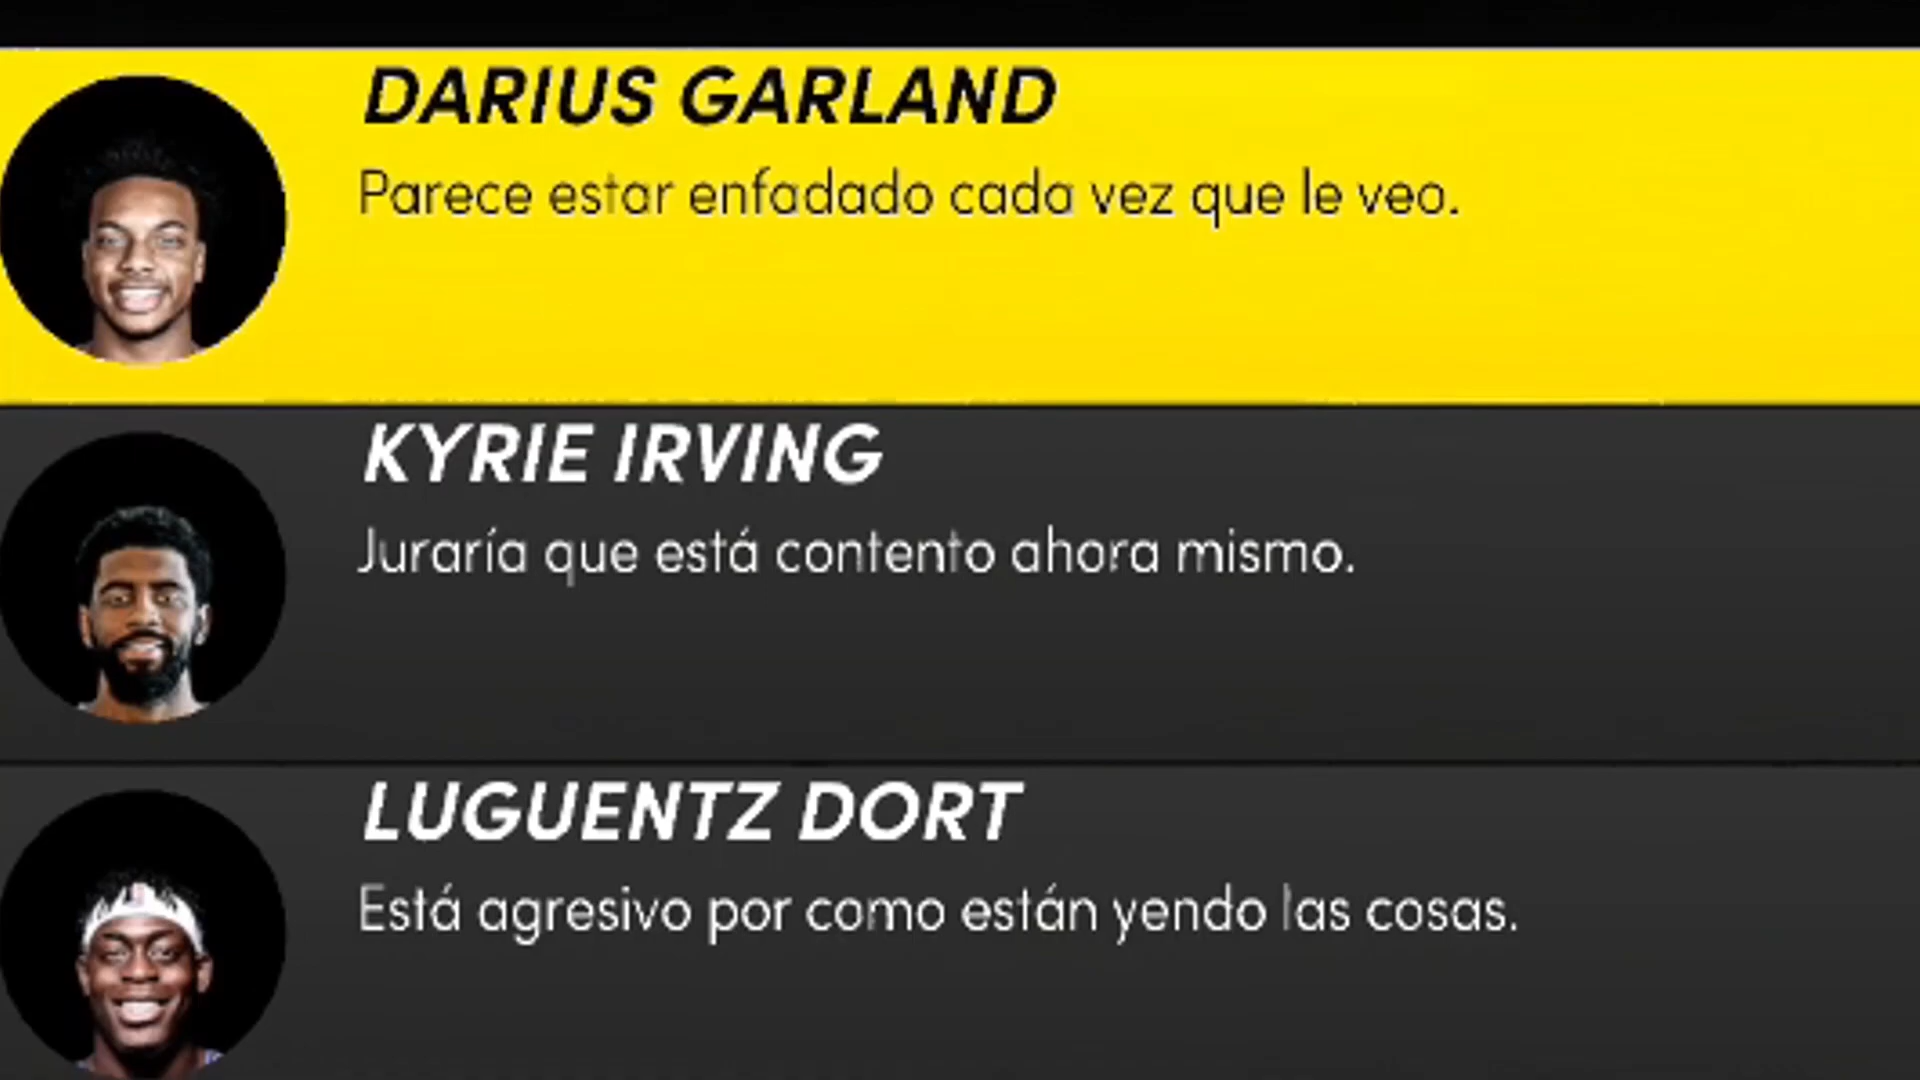 DARIUS GARLAND
Parece estar enfadado cada vez que le veo.
KYRIE IRVING
Juraría que está contento ahora mismo.
LUGUENTZ DORT
Está agresivo por como están yendo las cosas.